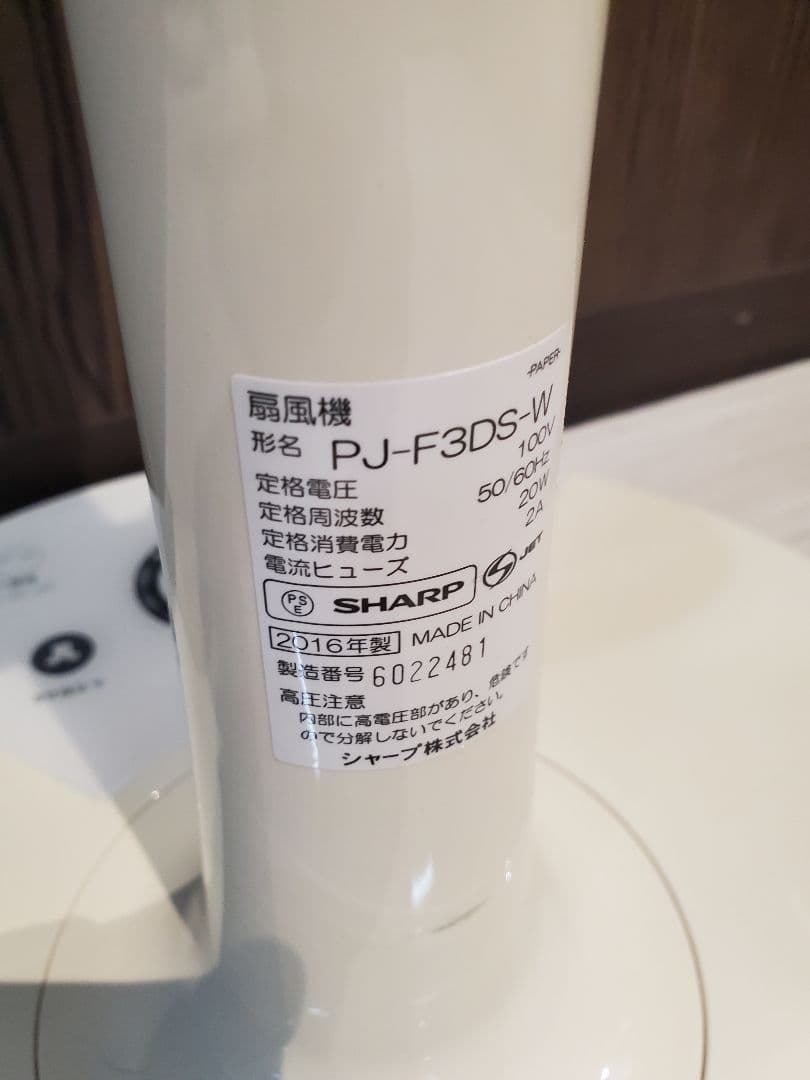 -PAPER-
扇風機
形名 PJ-F3DS-W
定格電圧 100V
定格周波数 50/60Hz
定格消費電力 20W
電流ヒューズ 2A
PSE SHARP JET
2016年製 MADE IN CHINA
製造番号 6022481
高圧注意
内部に高電圧部があり、危険です
ので分解しないでください。
シャープ株式会社